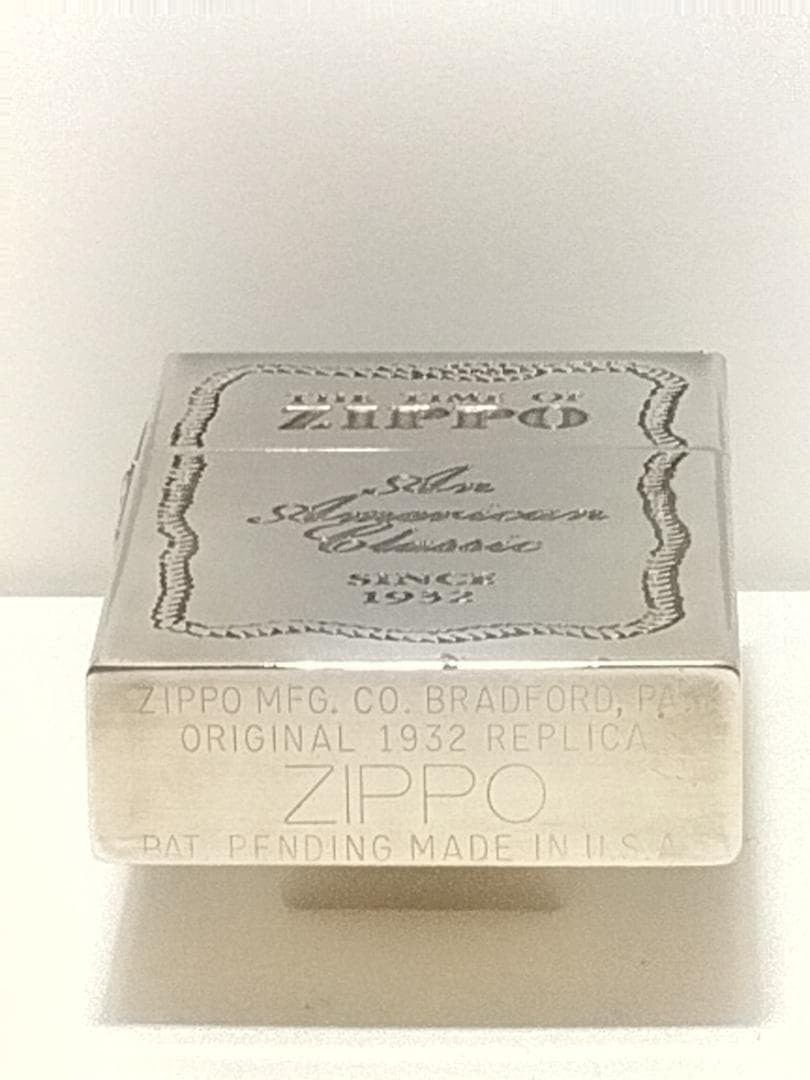 THE TIME OF
ZIPPO
An
American
Classic
SINCE
1932
ZIPPO MFG. CO. BRADFORD, PA.
ORIGINAL 1932 REPLICA
ZIPPO
PAT. PENDING MADE IN U.S.A.